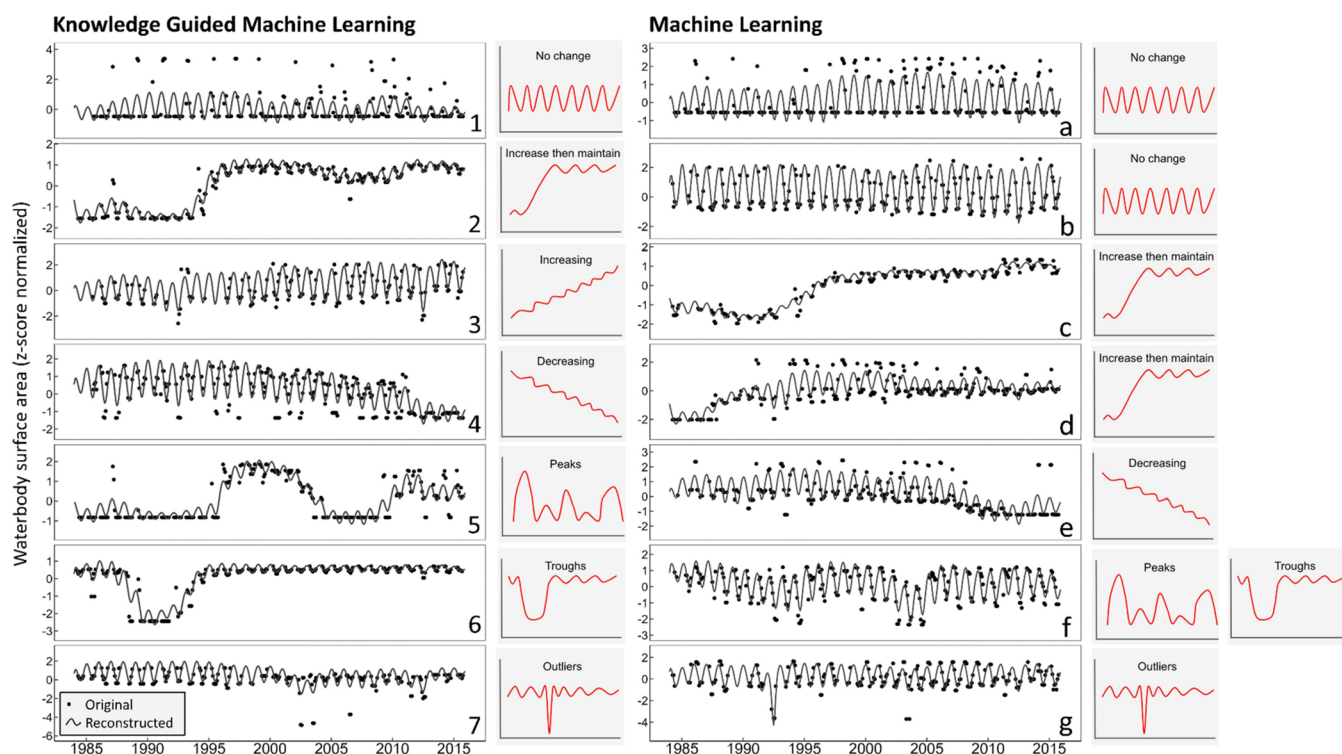 Knowledge Guided Machine Learning
Machine Learning
Waterbody surface area (z-score normalized)
4
2
0
1
No change
3
2
1
0
-1
a
No change
2
1
0
-1
-2
2
Increase then maintain
2
0
-2
b
No change
2
0
-2
3
Increasing
2
1
0
-1
-2
c
Increase then maintain
2
1
0
-1
-2
4
Decreasing
2
1
0
-1
-2
d
Increase then maintain
2
1
0
-1
5
Peaks
2
1
0
-1
-2
e
Decreasing
1
0
-1
-2
-3
6
Troughs
1
0
-1
-2
-3
f
Peaks
Troughs
2
0
-2
-4
-6
7
Original
Reconstructed
Outliers
2
0
-2
-4
g
Outliers
1985 1990 1995 2000 2005 2010 2015
1985 1990 1995 2000 2005 2010 2015